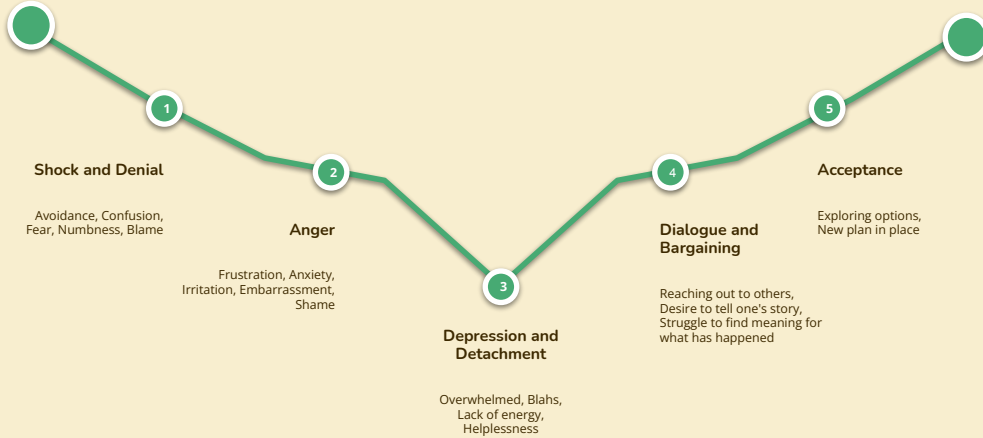 1
Shock and Denial
Avoidance, Confusion,
Fear, Numbness, Blame
2
Anger
Frustration, Anxiety,
Irritation, Embarrassment,
Shame
3
Depression and
Detachment
Overwhelmed, Blahs,
Lack of energy,
Helplessness
4
Dialogue and
Bargaining
Reaching out to others,
Desire to tell one's story,
Struggle to find meaning for
what has happened
5
Acceptance
Exploring options,
New plan in place